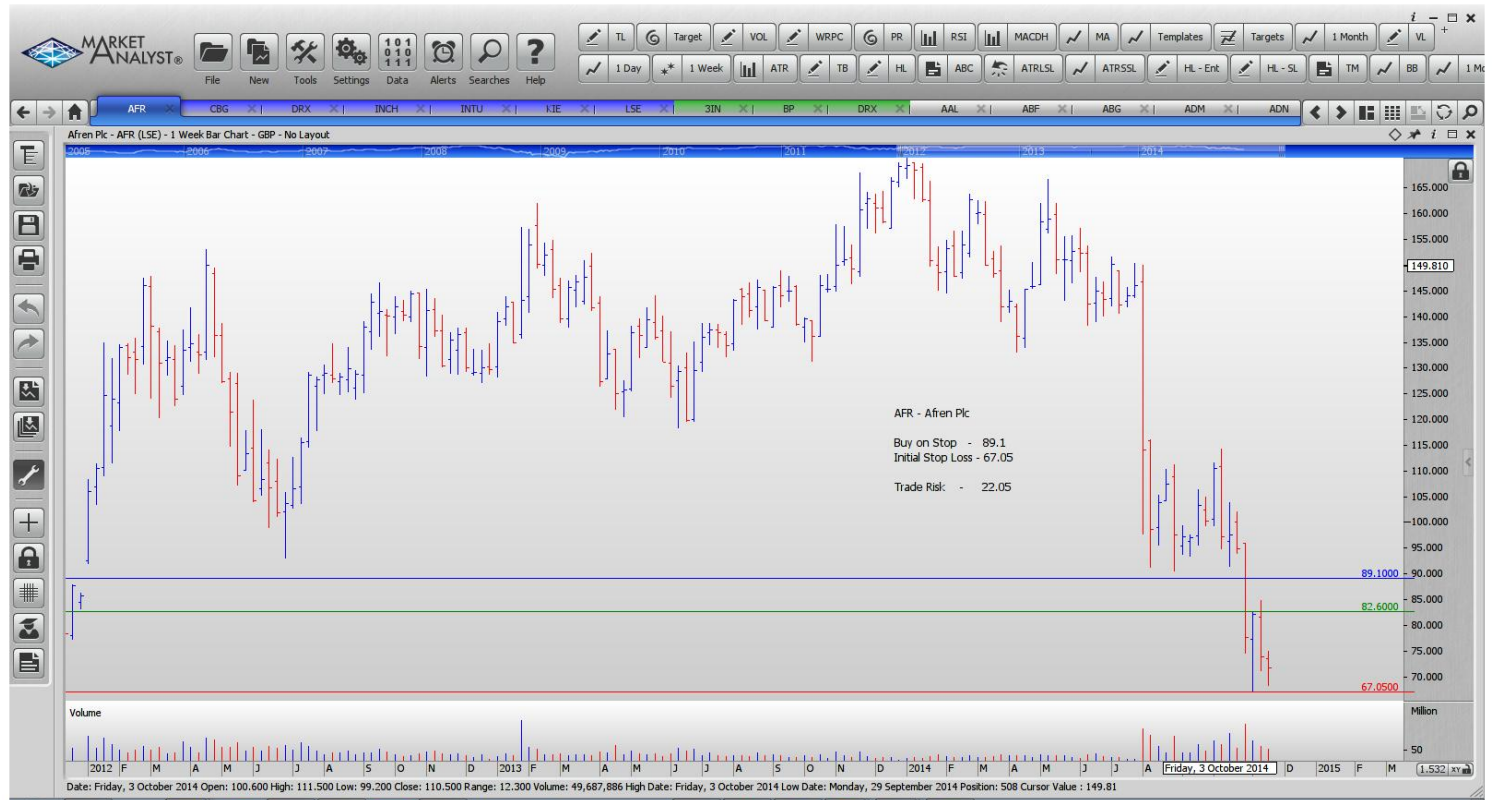 i
MARKET ANALYST®
File New Tools Settings Data Alerts Searches Help
TL Target VOL WRPC PR RSI MACDH MA Templates Targets 1 Month VL
1 Day 1 Week ATR TB HL ABC ATRLSL ATRSSL HL - Ent HL - SL TM BB 1 Mo
AFR CBG DRX INCH INTU KIE LSE 3IN BP DRX AAL ABF ABG ADM ADN
Afren Plc - AFR (LSE) - 1 Week Bar Chart - GBP - No Layout
2005 2006 2007 2008 2009 2010 2011 2012 2013 2014
165.000
160.000
155.000
149.810
145.000
140.000
135.000
130.000
125.000
120.000
115.000
110.000
105.000
100.000
95.000
90.000
85.000
80.000
75.000
70.000
AFR - Afren Plc
Buy on Stop - 89.1
Initial Stop Loss - 67.05
Trade Risk - 22.05
89.1000
82.6000
67.0500
Volume
Million
50
2012 F M A M J J A S O N D 2013 F M A M J J A S O N D 2014 F M A M J J A Friday, 3 October 2014 D 2015 F M
1.532 XY
Date: Friday, 3 October 2014 Open: 100.600 High: 111.500 Low: 99.200 Close: 110.500 Range: 12.300 Volume: 49,687,886 High Date: Friday, 3 October 2014 Low Date: Monday, 29 September 2014 Position: 508 Cursor Value : 149.81